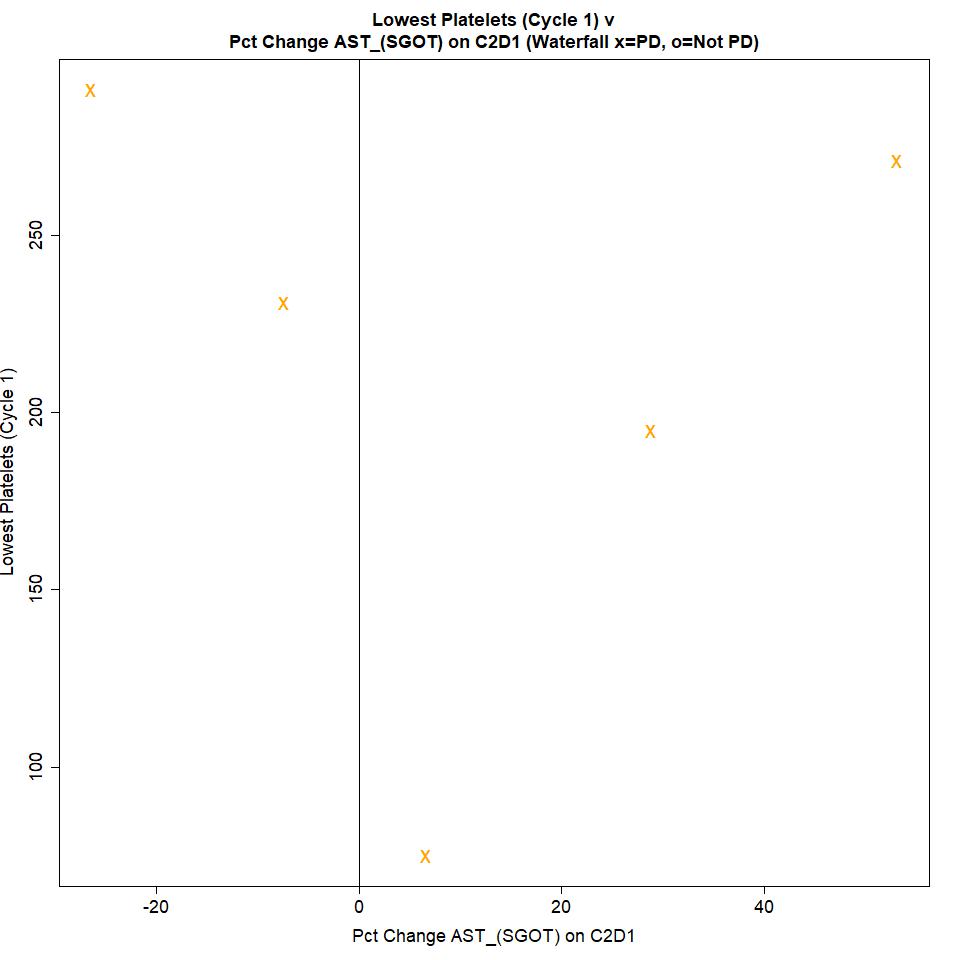 Lowest Platelets (Cycle 1) v
Pct Change AST_(SGOT) on C2D1 (Waterfall x=PD, o=Not PD)
X
X
X
X
X
Lowest Platelets (Cycle 1)
250
200
150
100
-20
0
20
40
Pct Change AST_(SGOT) on C2D1